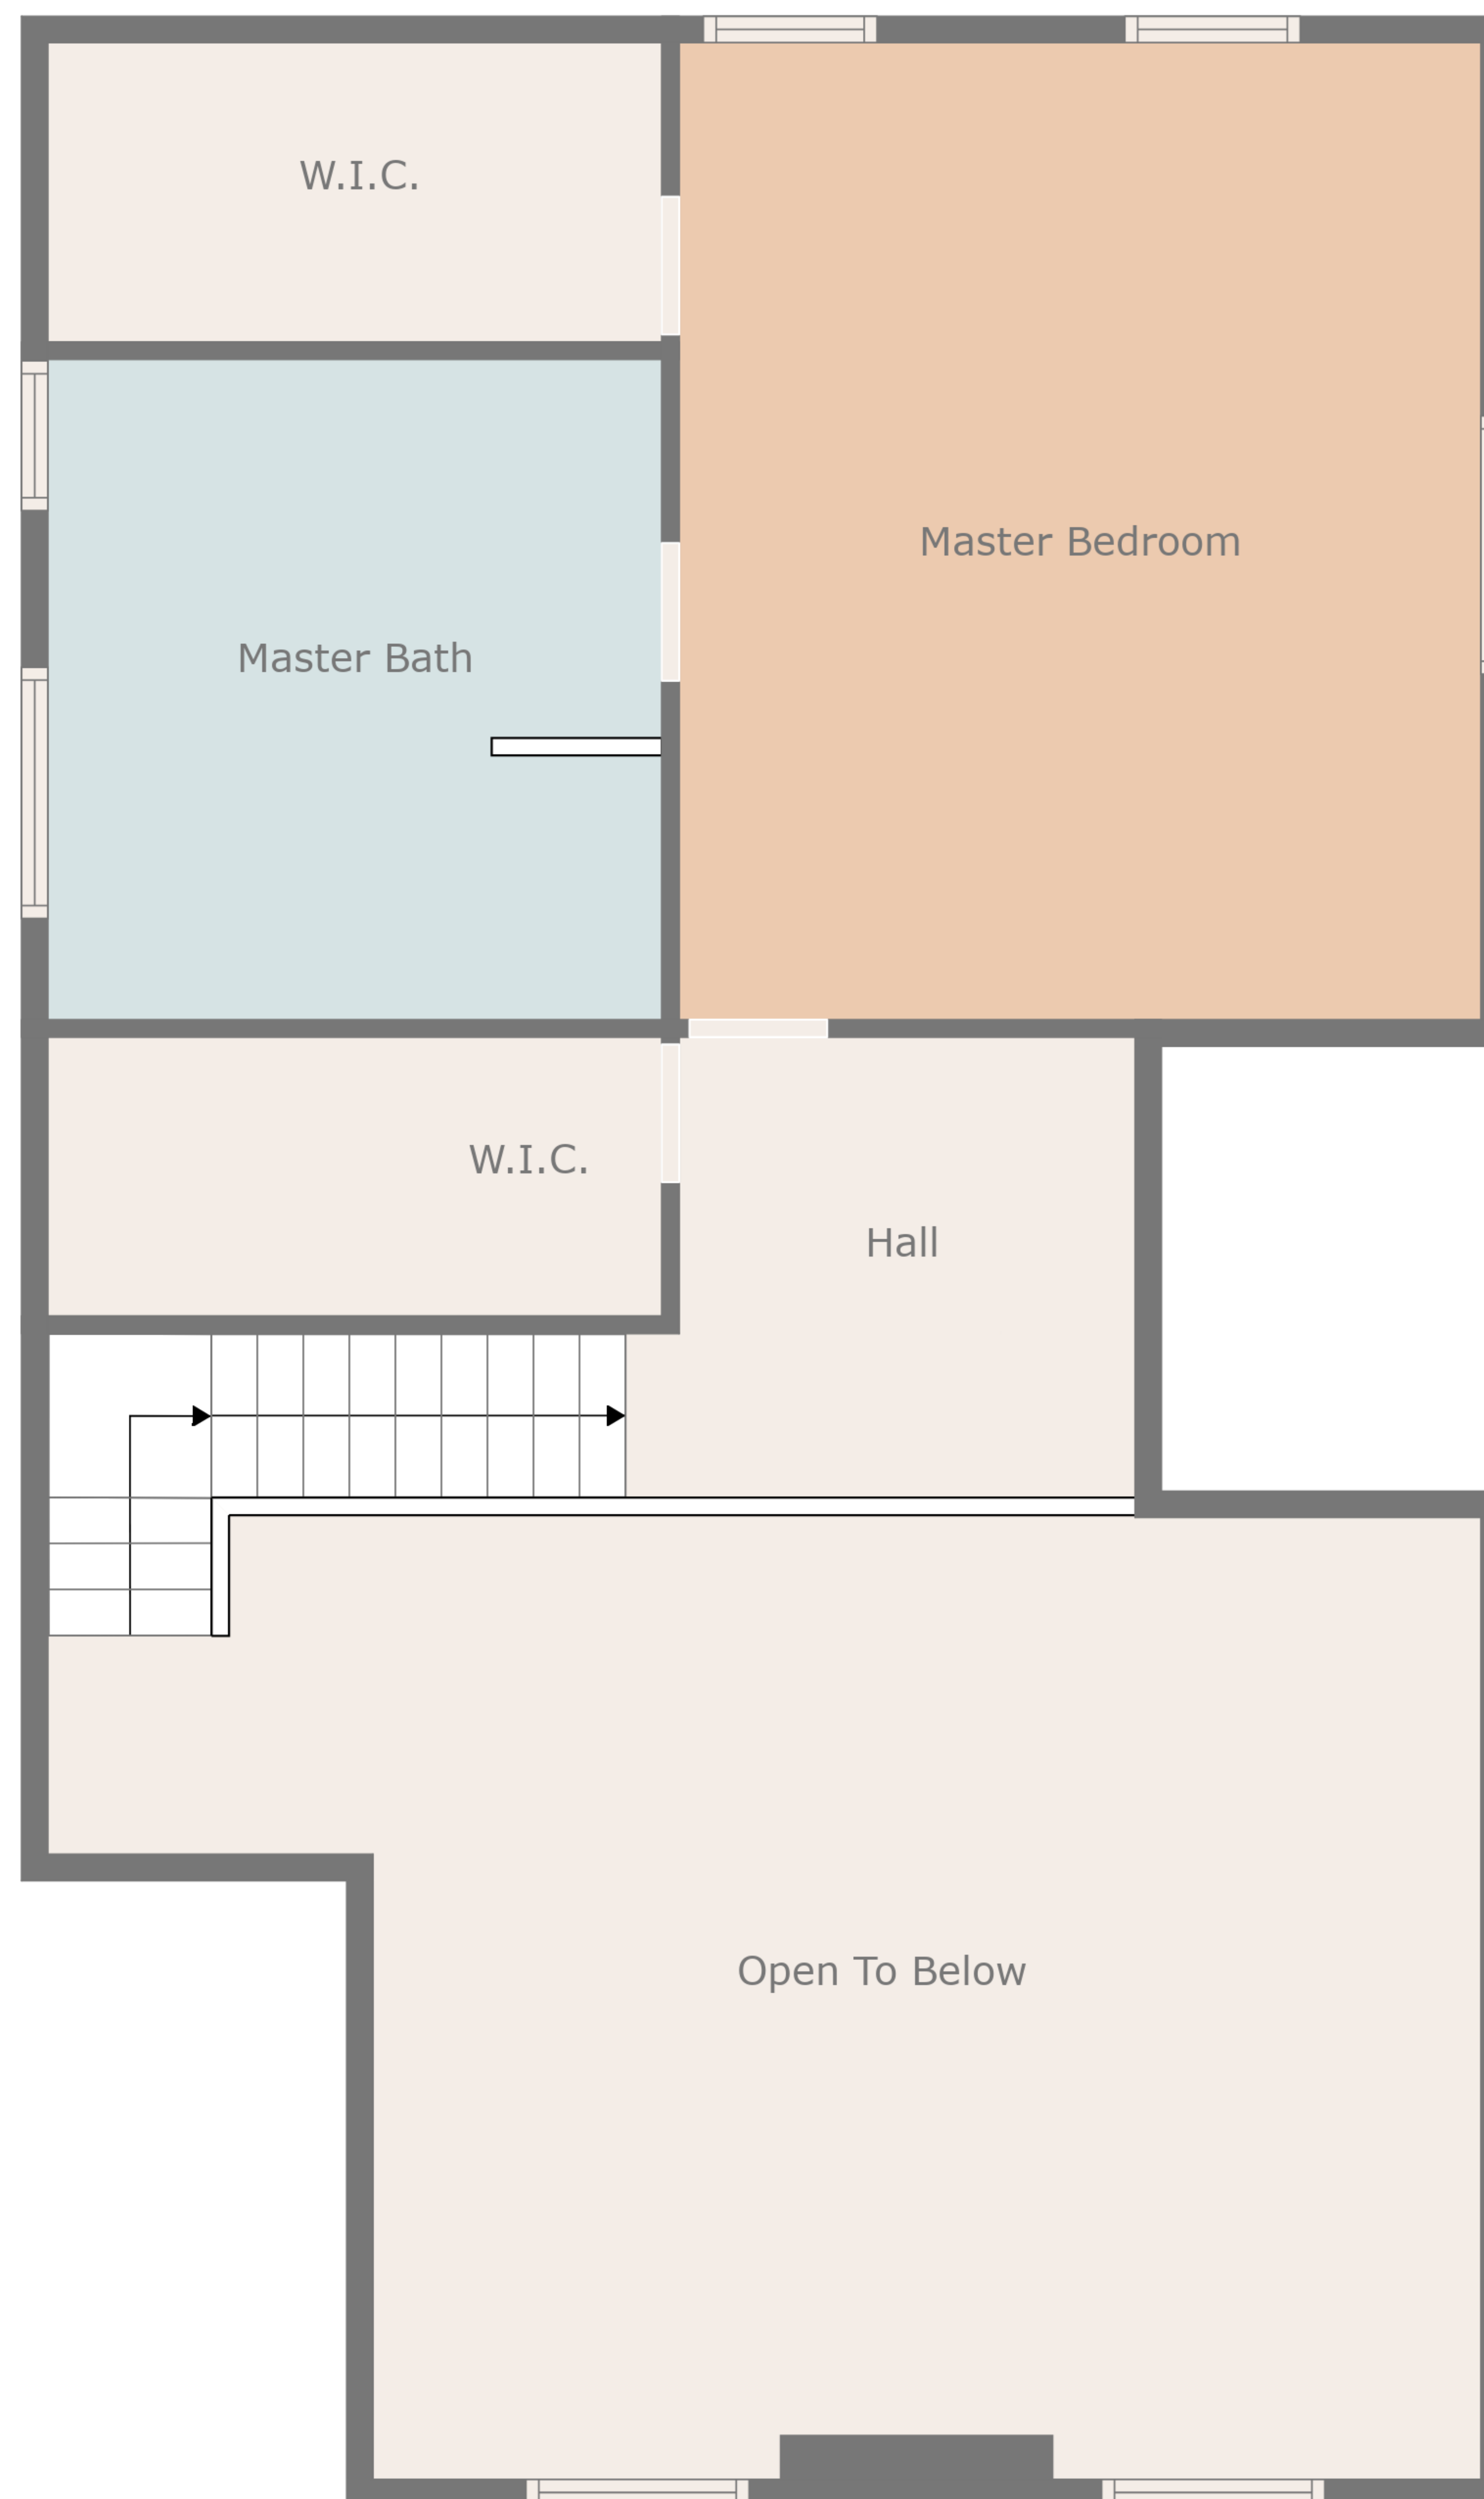 W.I.C.
Master Bedroom
Master Bath
W.I.C.
Hall
Open To Below